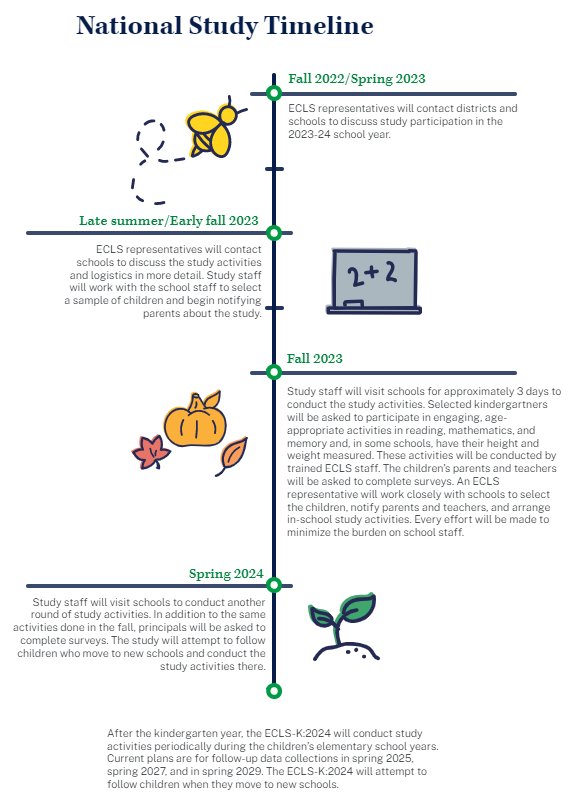 National Study Timeline
Fall 2022/Spring 2023
ECLS representatives will contact districts and
schools to discuss study participation in the
2023-24 school year.
Late summer/Early fall 2023
ECLS representatives will contact
schools to discuss the study activities
and logistics in more detail. Study staff
will work with the school staff to select
a sample of children and begin notifying
parents about the study.
2+2
Fall 2023
Study staff will visit schools for approximately 3 days to
conduct the study activities. Selected kindergartners
will be asked to participate in engaging, age-
appropriate activities in reading, mathematics, and
memory and, in some schools, have their height and
weight measured. These activities will be conducted by
trained ECLS staff. The children's parents and teachers
will be asked to complete surveys. An ECLS
representative will work closely with schools to select
the children, notify parents and teachers, and arrange
in-school study activities. Every effort will be made to
minimize the burden on school staff.
Spring 2024
Study staff will visit schools to conduct another
round of study activities. In addition to the same
activities done in the fall, principals will be asked to
complete surveys. The study will attempt to follow
children who move to new schools and conduct the
study activities there.
After the kindergarten year, the ECLS-K:2024 will conduct study
activities periodically during the children's elementary school years.
Current plans are for follow-up data collections in spring 2025,
spring 2027, and in spring 2029. The ECLS-K:2024 will attempt to
follow children when they move to new schools.